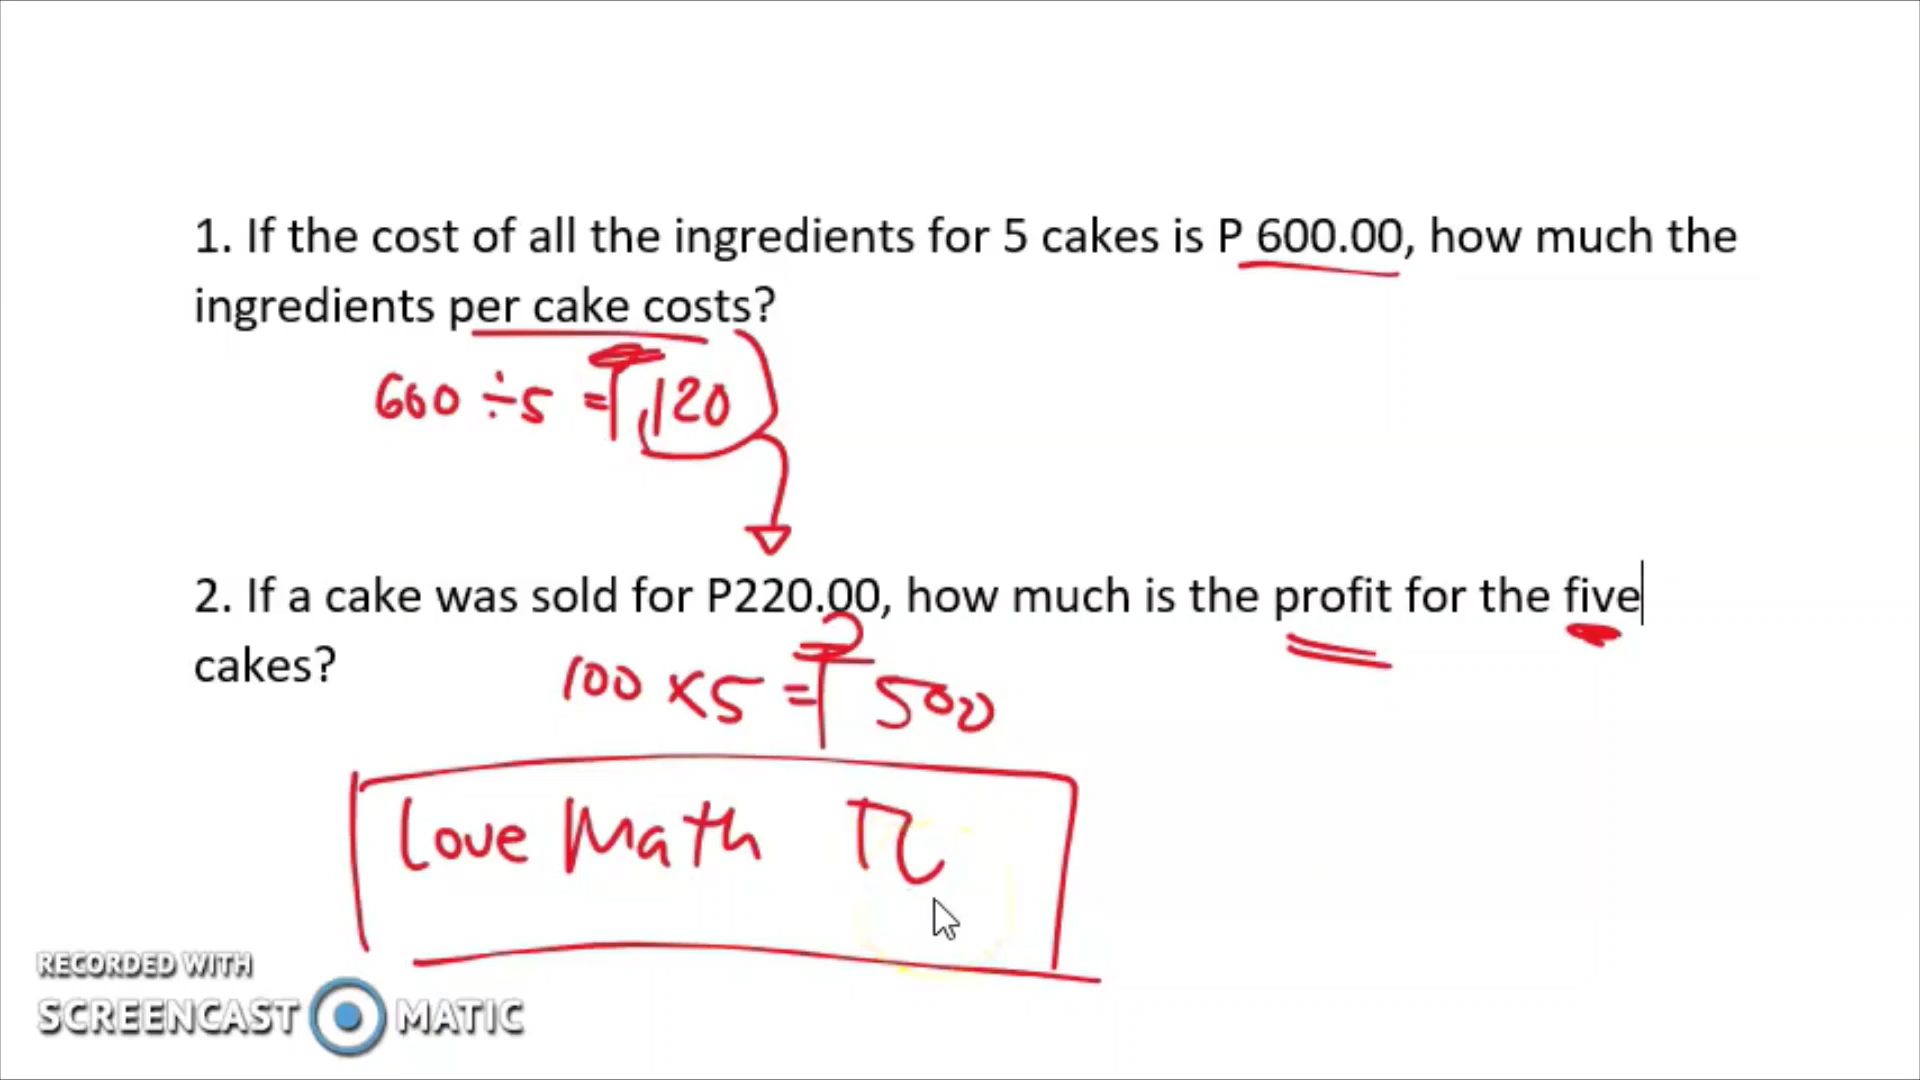 1. If the cost of all the ingredients for 5 cakes is P 600.00, how much the
ingredients per cake costs?
600 ÷ 5 = P 120
2. If a cake was sold for P220.00, how much is the profit for the five
cakes?
100 × 5 = P 500
Love Math π
RECORDED WITH
SCREENCAST MATIC